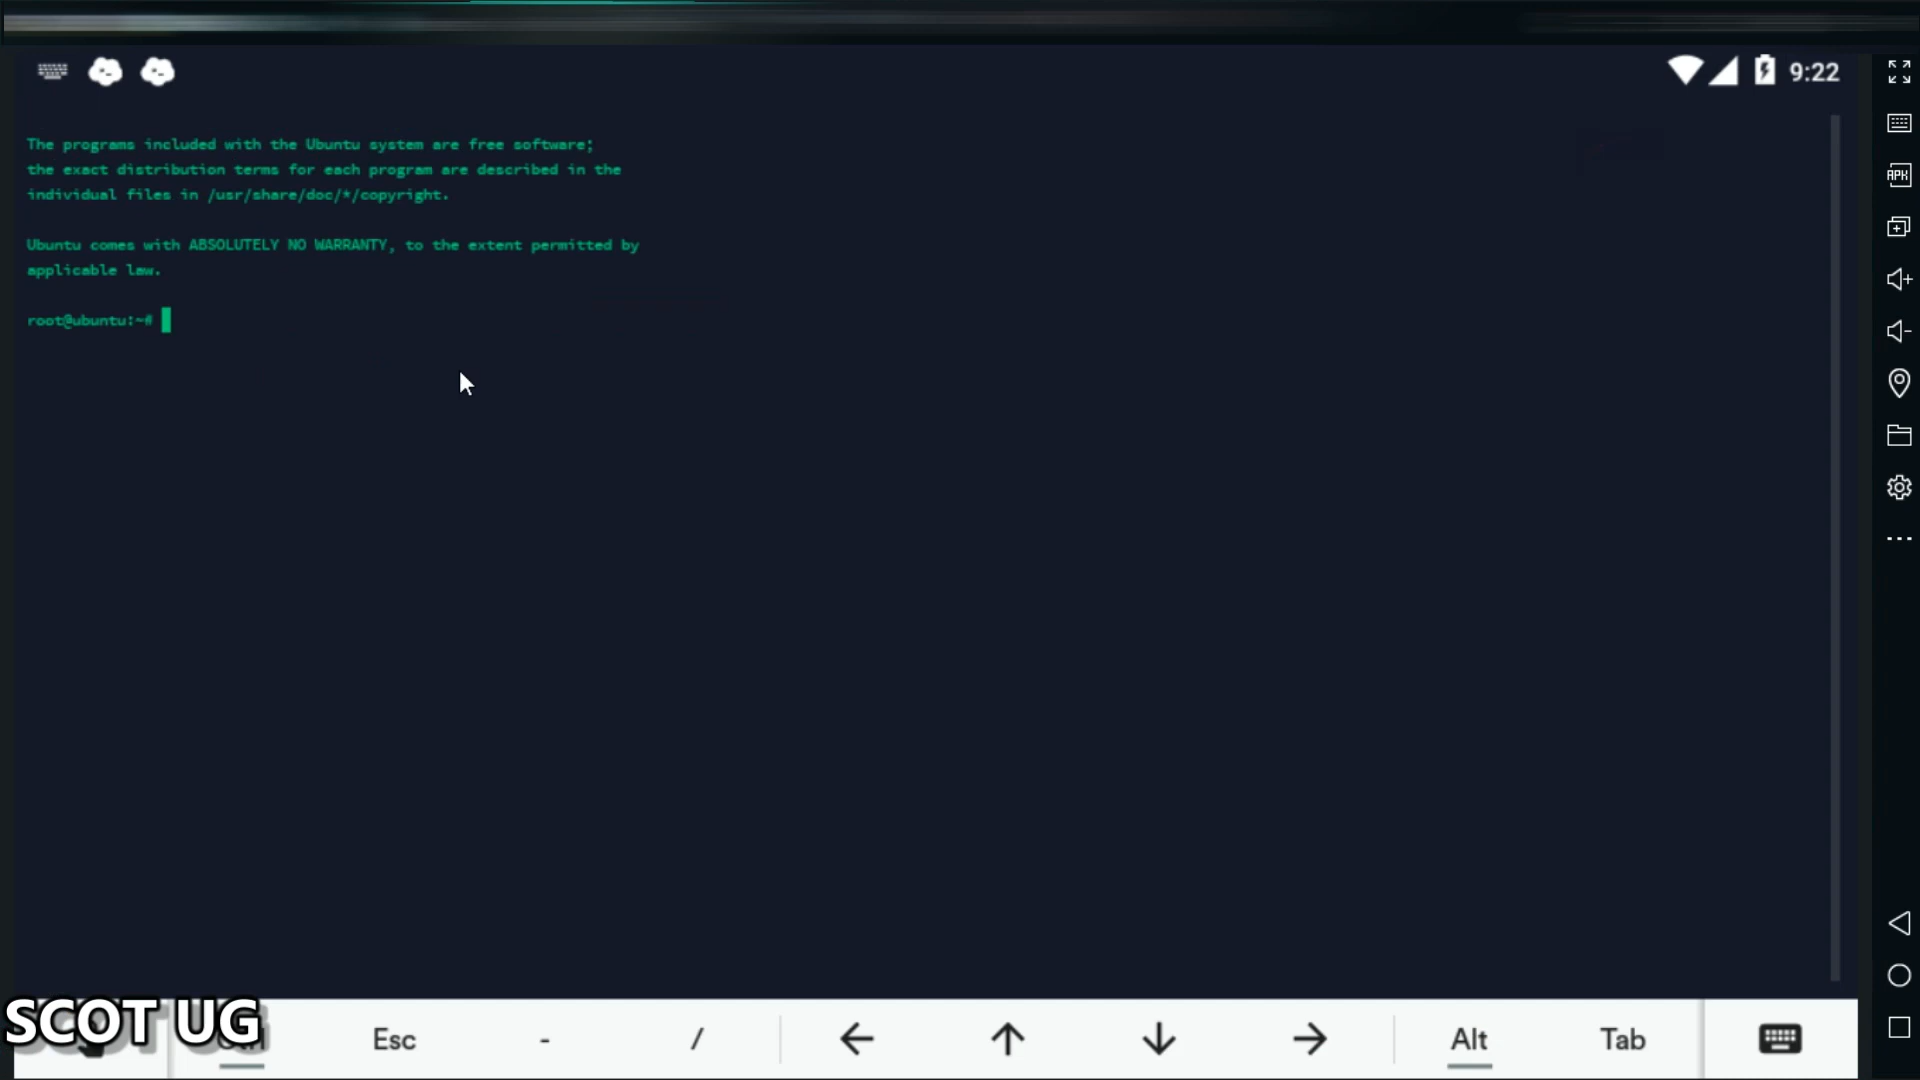 9:22
The programs included with the Ubuntu system are free software;
the exact distribution terms for each program are described in the
individual files in /usr/share/doc/*/copyright.
Ubuntu comes with ABSOLUTELY NO WARRANTY, to the extent permitted by
applicable law.
root@ubuntu:~#
APK
SCOT UG
Esc - / Alt Tab